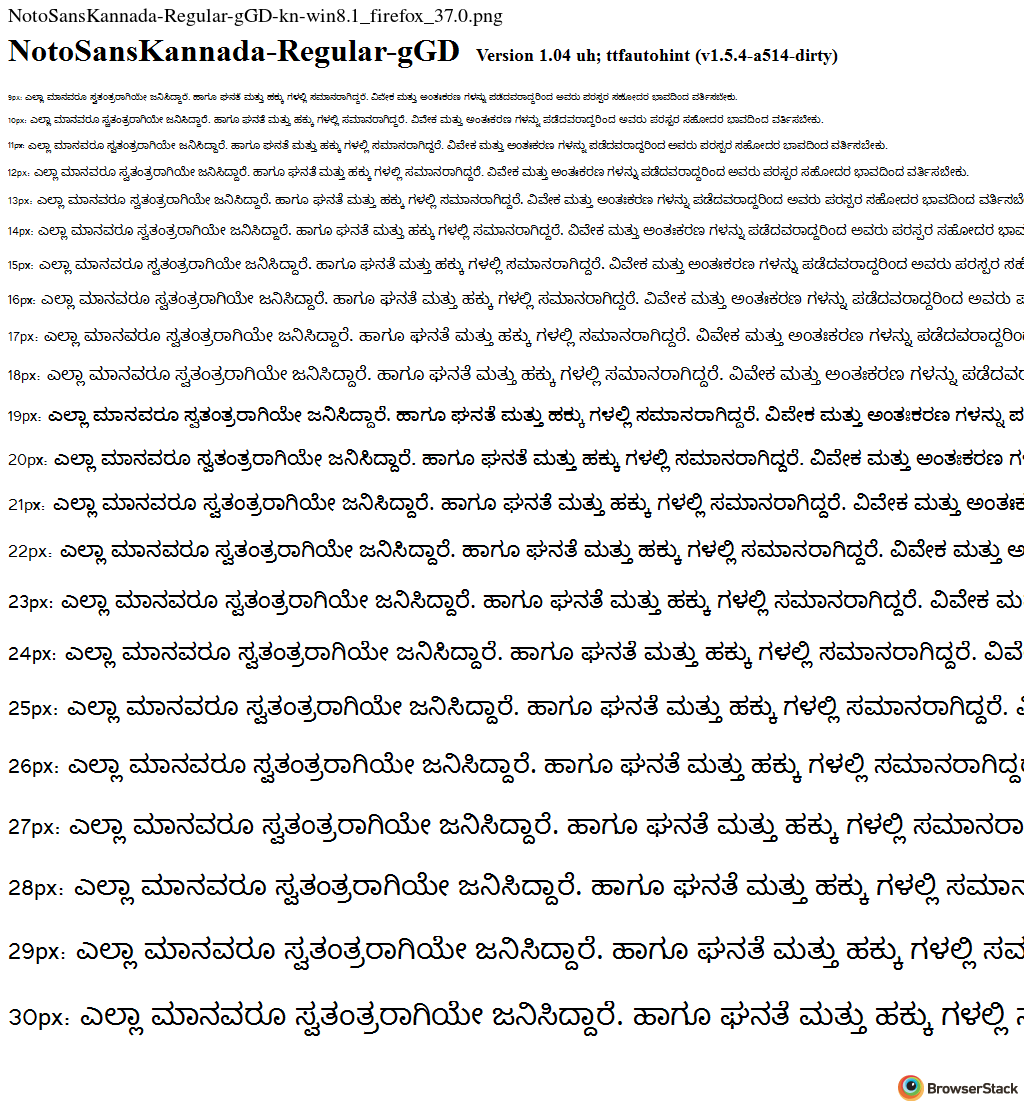 NotoSansKannada-Regular-gGD-kn-win8.1_firefox_37.0.png
NotoSansKannada-Regular-gGD Version 1.04 uh; ttfautohint (v1.5.4-a514-dirty)
9px: ಎಲ್ಲಾ ಮಾನವರೂ ಸ್ವತಂತ್ರರಾಗಿಯೇ ಜನಿಸಿದ್ದಾರೆ. ಹಾಗೂ ಘನತೆ ಮತ್ತು ಹಕ್ಕು ಗಳಲ್ಲಿ ಸಮಾನರಾಗಿದ್ದರೆ. ವಿವೇಕ ಮತ್ತು ಅಂತಃಕರಣ ಗಳನ್ನು ಪಡೆದವರಾದ್ದರಿಂದ ಅವರು ಪರಸ್ಪರ ಸಹೋದರ ಭಾವದಿಂದ ವರ್ತಿಸಬೇಕು.
10px: ಎಲ್ಲಾ ಮಾನವರೂ ಸ್ವತಂತ್ರರಾಗಿಯೇ ಜನಿಸಿದ್ದಾರೆ. ಹಾಗೂ ಘನತೆ ಮತ್ತು ಹಕ್ಕು ಗಳಲ್ಲಿ ಸಮಾನರಾಗಿದ್ದರೆ. ವಿವೇಕ ಮತ್ತು ಅಂತಃಕರಣ ಗಳನ್ನು ಪಡೆದವರಾದ್ದರಿಂದ ಅವರು ಪರಸ್ಪರ ಸಹೋದರ ಭಾವದಿಂದ ವರ್ತಿಸಬೇಕು.
11px: ಎಲ್ಲಾ ಮಾನವರೂ ಸ್ವತಂತ್ರರಾಗಿಯೇ ಜನಿಸಿದ್ದಾರೆ. ಹಾಗೂ ಘನತೆ ಮತ್ತು ಹಕ್ಕು ಗಳಲ್ಲಿ ಸಮಾನರಾಗಿದ್ದರೆ. ವಿವೇಕ ಮತ್ತು ಅಂತಃಕರಣ ಗಳನ್ನು ಪಡೆದವರಾದ್ದರಿಂದ ಅವರು ಪರಸ್ಪರ ಸಹೋದರ ಭಾವದಿಂದ ವರ್ತಿಸಬೇಕು.
12px: ಎಲ್ಲಾ ಮಾನವರೂ ಸ್ವತಂತ್ರರಾಗಿಯೇ ಜನಿಸಿದ್ದಾರೆ. ಹಾಗೂ ಘನತೆ ಮತ್ತು ಹಕ್ಕು ಗಳಲ್ಲಿ ಸಮಾನರಾಗಿದ್ದರೆ. ವಿವೇಕ ಮತ್ತು ಅಂತಃಕರಣ ಗಳನ್ನು ಪಡೆದವರಾದ್ದರಿಂದ ಅವರು ಪರಸ್ಪರ ಸಹೋದರ ಭಾವದಿಂದ ವರ್ತಿಸಬೇಕು.
13px: ಎಲ್ಲಾ ಮಾನವರೂ ಸ್ವತಂತ್ರರಾಗಿಯೇ ಜನಿಸಿದ್ದಾರೆ. ಹಾಗೂ ಘನತೆ ಮತ್ತು ಹಕ್ಕು ಗಳಲ್ಲಿ ಸಮಾನರಾಗಿದ್ದರೆ. ವಿವೇಕ ಮತ್ತು ಅಂತಃಕರಣ ಗಳನ್ನು ಪಡೆದವರಾದ್ದರಿಂದ ಅವರು ಪರಸ್ಪರ ಸಹೋದರ ಭಾವದಿಂದ ವರ್ತಿಸಬೇ
14px: ಎಲ್ಲಾ ಮಾನವರೂ ಸ್ವತಂತ್ರರಾಗಿಯೇ ಜನಿಸಿದ್ದಾರೆ. ಹಾಗೂ ಘನತೆ ಮತ್ತು ಹಕ್ಕು ಗಳಲ್ಲಿ ಸಮಾನರಾಗಿದ್ದರೆ. ವಿವೇಕ ಮತ್ತು ಅಂತಃಕರಣ ಗಳನ್ನು ಪಡೆದವರಾದ್ದರಿಂದ ಅವರು ಪರಸ್ಪರ ಸಹೋದರ ಭಾವ
15px: ಎಲ್ಲಾ ಮಾನವರೂ ಸ್ವತಂತ್ರರಾಗಿಯೇ ಜನಿಸಿದ್ದಾರೆ. ಹಾಗೂ ಘನತೆ ಮತ್ತು ಹಕ್ಕು ಗಳಲ್ಲಿ ಸಮಾನರಾಗಿದ್ದರೆ. ವಿವೇಕ ಮತ್ತು ಅಂತಃಕರಣ ಗಳನ್ನು ಪಡೆದವರಾದ್ದರಿಂದ ಅವರು ಪರಸ್ಪರ ಸಹ
16px: ಎಲ್ಲಾ ಮಾನವರೂ ಸ್ವತಂತ್ರರಾಗಿಯೇ ಜನಿಸಿದ್ದಾರೆ. ಹಾಗೂ ಘನತೆ ಮತ್ತು ಹಕ್ಕು ಗಳಲ್ಲಿ ಸಮಾನರಾಗಿದ್ದರೆ. ವಿವೇಕ ಮತ್ತು ಅಂತಃಕರಣ ಗಳನ್ನು ಪಡೆದವರಾದ್ದರಿಂದ ಅವರು ಪ
17px: ಎಲ್ಲಾ ಮಾನವರೂ ಸ್ವತಂತ್ರರಾಗಿಯೇ ಜನಿಸಿದ್ದಾರೆ. ಹಾಗೂ ಘನತೆ ಮತ್ತು ಹಕ್ಕು ಗಳಲ್ಲಿ ಸಮಾನರಾಗಿದ್ದರೆ. ವಿವೇಕ ಮತ್ತು ಅಂತಃಕರಣ ಗಳನ್ನು ಪಡೆದವರಾದ್ದರಿಂ
18px: ಎಲ್ಲಾ ಮಾನವರೂ ಸ್ವತಂತ್ರರಾಗಿಯೇ ಜನಿಸಿದ್ದಾರೆ. ಹಾಗೂ ಘನತೆ ಮತ್ತು ಹಕ್ಕು ಗಳಲ್ಲಿ ಸಮಾನರಾಗಿದ್ದರೆ. ವಿವೇಕ ಮತ್ತು ಅಂತಃಕರಣ ಗಳನ್ನು ಪಡೆದವರ
19px: ಎಲ್ಲಾ ಮಾನವರೂ ಸ್ವತಂತ್ರರಾಗಿಯೇ ಜನಿಸಿದ್ದಾರೆ. ಹಾಗೂ ಘನತೆ ಮತ್ತು ಹಕ್ಕು ಗಳಲ್ಲಿ ಸಮಾನರಾಗಿದ್ದರೆ. ವಿವೇಕ ಮತ್ತು ಅಂತಃಕರಣ ಗಳನ್ನು ಪ
20px: ಎಲ್ಲಾ ಮಾನವರೂ ಸ್ವತಂತ್ರರಾಗಿಯೇ ಜನಿಸಿದ್ದಾರೆ. ಹಾಗೂ ಘನತೆ ಮತ್ತು ಹಕ್ಕು ಗಳಲ್ಲಿ ಸಮಾನರಾಗಿದ್ದರೆ. ವಿವೇಕ ಮತ್ತು ಅಂತಃಕರಣ ಗ
21px: ಎಲ್ಲಾ ಮಾನವರೂ ಸ್ವತಂತ್ರರಾಗಿಯೇ ಜನಿಸಿದ್ದಾರೆ. ಹಾಗೂ ಘನತೆ ಮತ್ತು ಹಕ್ಕು ಗಳಲ್ಲಿ ಸಮಾನರಾಗಿದ್ದರೆ. ವಿವೇಕ ಮತ್ತು ಅಂತಃಕ
22px: ಎಲ್ಲಾ ಮಾನವರೂ ಸ್ವತಂತ್ರರಾಗಿಯೇ ಜನಿಸಿದ್ದಾರೆ. ಹಾಗೂ ಘನತೆ ಮತ್ತು ಹಕ್ಕು ಗಳಲ್ಲಿ ಸಮಾನರಾಗಿದ್ದರೆ. ವಿವೇಕ ಮತ್ತು ಅ
23px: ಎಲ್ಲಾ ಮಾನವರೂ ಸ್ವತಂತ್ರರಾಗಿಯೇ ಜನಿಸಿದ್ದಾರೆ. ಹಾಗೂ ಘನತೆ ಮತ್ತು ಹಕ್ಕು ಗಳಲ್ಲಿ ಸಮಾನರಾಗಿದ್ದರೆ. ವಿವೇಕ ಮ
24px: ಎಲ್ಲಾ ಮಾನವರೂ ಸ್ವತಂತ್ರರಾಗಿಯೇ ಜನಿಸಿದ್ದಾರೆ. ಹಾಗೂ ಘನತೆ ಮತ್ತು ಹಕ್ಕು ಗಳಲ್ಲಿ ಸಮಾನರಾಗಿದ್ದರೆ. ವಿವೆ
25px: ಎಲ್ಲಾ ಮಾನವರೂ ಸ್ವತಂತ್ರರಾಗಿಯೇ ಜನಿಸಿದ್ದಾರೆ. ಹಾಗೂ ಘನತೆ ಮತ್ತು ಹಕ್ಕು ಗಳಲ್ಲಿ ಸಮಾನರಾಗಿದ್ದರೆ.
26px: ಎಲ್ಲಾ ಮಾನವರೂ ಸ್ವತಂತ್ರರಾಗಿಯೇ ಜನಿಸಿದ್ದಾರೆ. ಹಾಗೂ ಘನತೆ ಮತ್ತು ಹಕ್ಕು ಗಳಲ್ಲಿ ಸಮಾನರಾಗಿದ್ದ
27px: ಎಲ್ಲಾ ಮಾನವರೂ ಸ್ವತಂತ್ರರಾಗಿಯೇ ಜನಿಸಿದ್ದಾರೆ. ಹಾಗೂ ಘನತೆ ಮತ್ತು ಹಕ್ಕು ಗಳಲ್ಲಿ ಸಮಾನರಾ
28px: ಎಲ್ಲಾ ಮಾನವರೂ ಸ್ವತಂತ್ರರಾಗಿಯೇ ಜನಿಸಿದ್ದಾರೆ. ಹಾಗೂ ಘನತೆ ಮತ್ತು ಹಕ್ಕು ಗಳಲ್ಲಿ ಸಮಾನ
29px: ಎಲ್ಲಾ ಮಾನವರೂ ಸ್ವತಂತ್ರರಾಗಿಯೇ ಜನಿಸಿದ್ದಾರೆ. ಹಾಗೂ ಘನತೆ ಮತ್ತು ಹಕ್ಕು ಗಳಲ್ಲಿ ಸಮ
30px: ಎಲ್ಲಾ ಮಾನವರೂ ಸ್ವತಂತ್ರರಾಗಿಯೇ ಜನಿಸಿದ್ದಾರೆ. ಹಾಗೂ ಘನತೆ ಮತ್ತು ಹಕ್ಕು ಗಳಲ್ಲಿ
BrowserStack